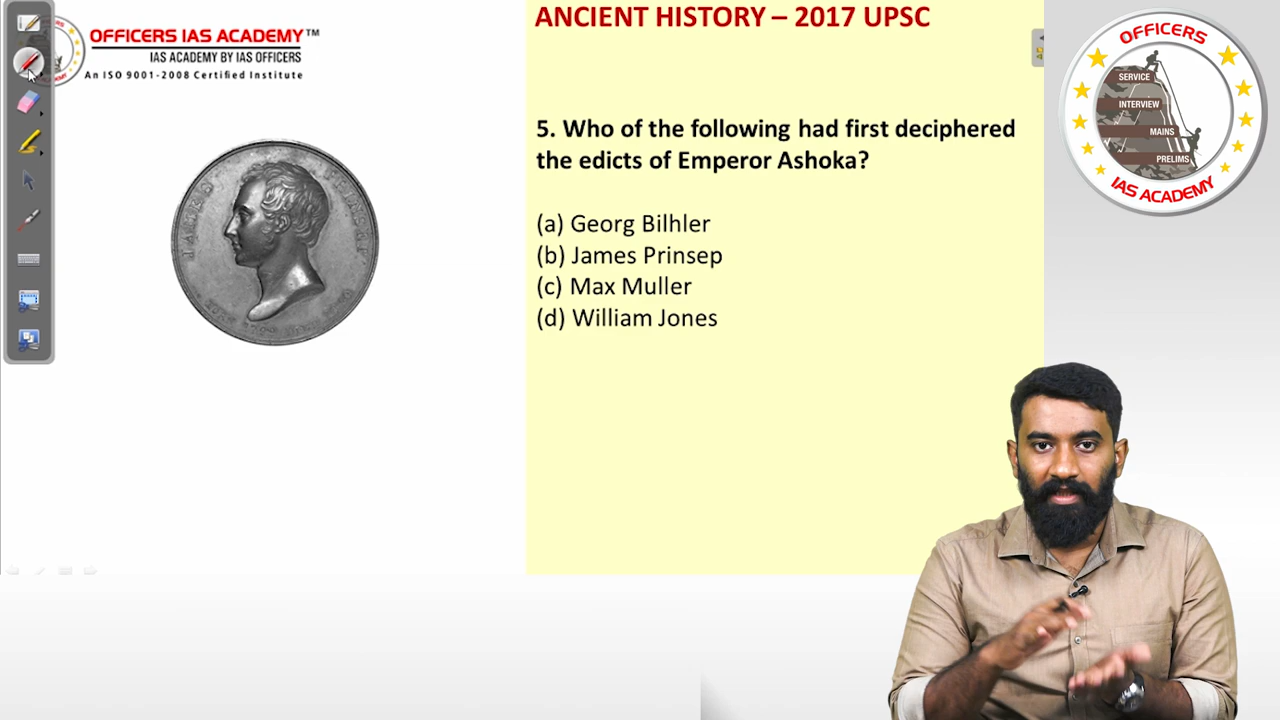 OFFICERS IAS ACADEMY™
IAS ACADEMY BY IAS OFFICERS
An ISO 9001-2008 Certified Institute
ANCIENT HISTORY – 2017 UPSC
5. Who of the following had first deciphered
the edicts of Emperor Ashoka?
(a) Georg Bilhler
(b) James Prinsep
(c) Max Muller
(d) William Jones
OFFICERS
SERVICE
INTERVIEW
MAINS
PRELIMS
IAS ACADEMY